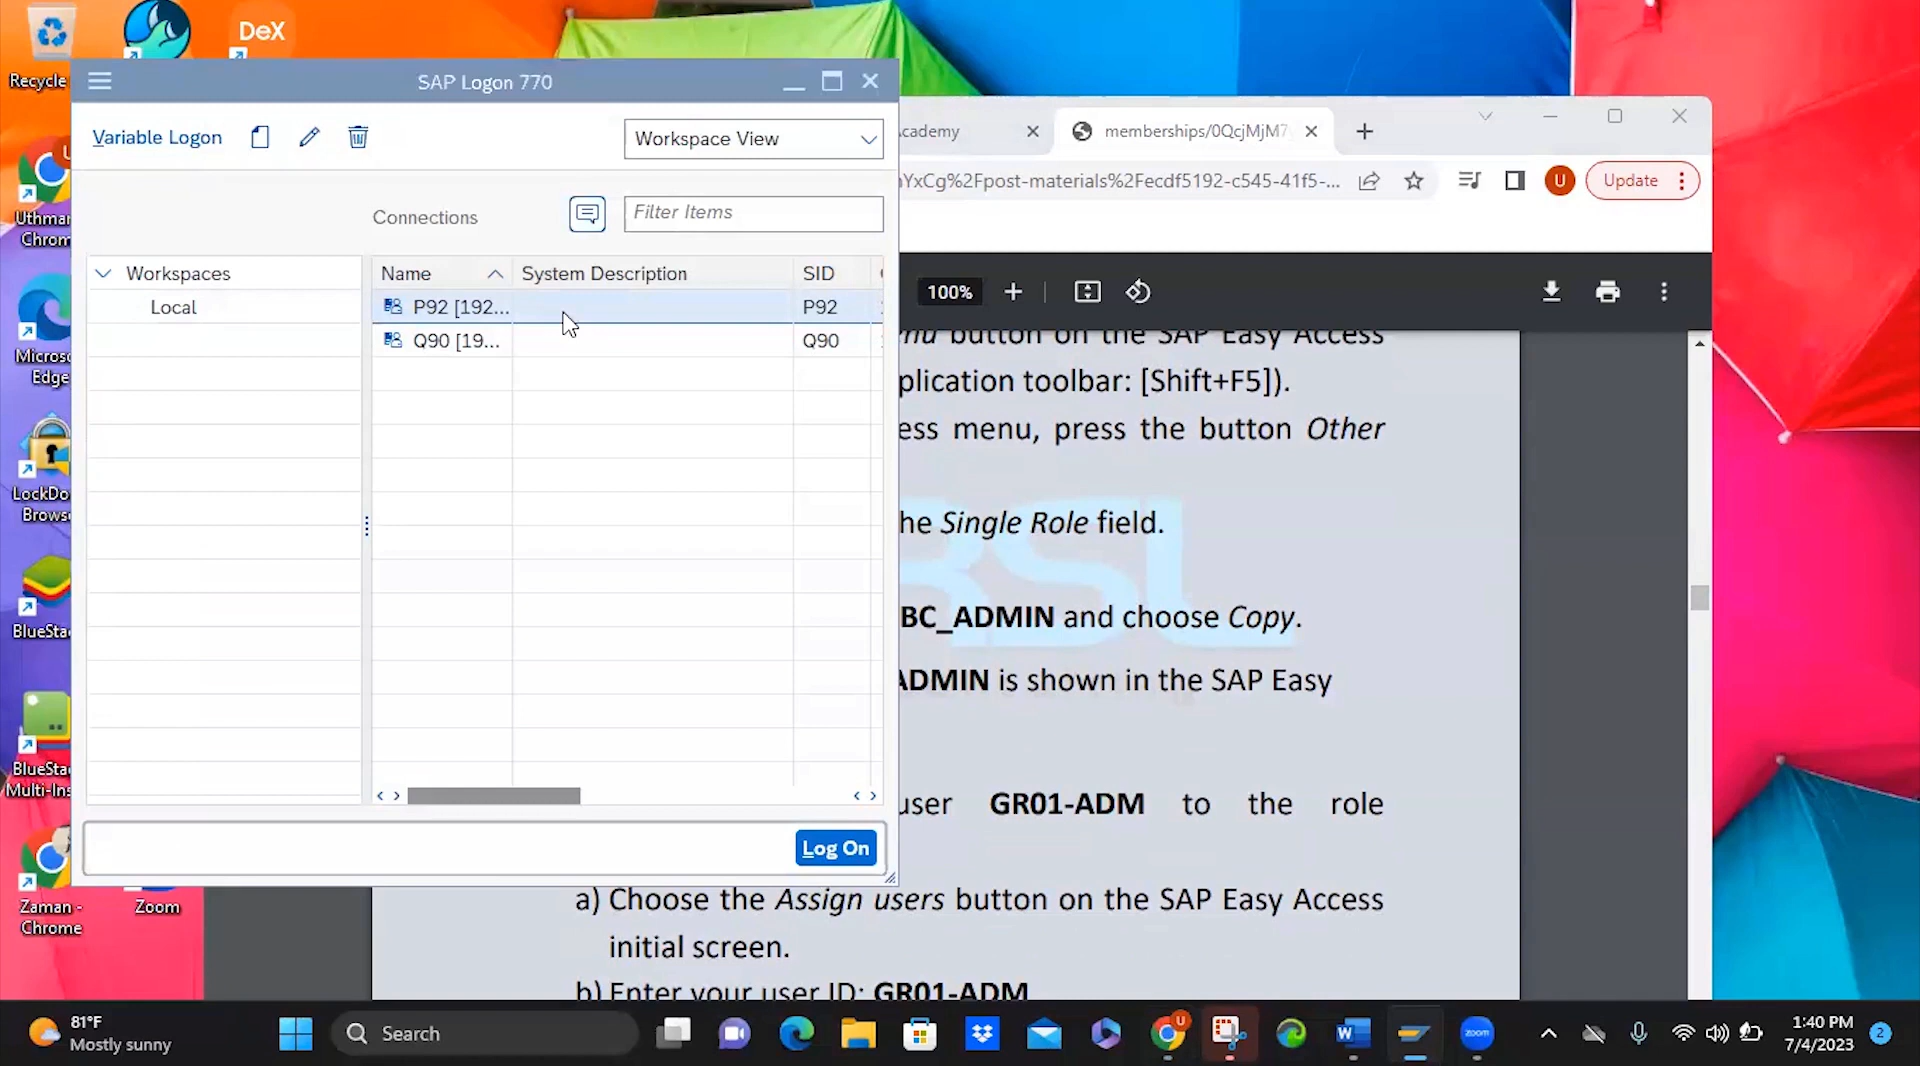 Recycle
DeX
SAP Logon 770
Variable Logon
Workspace View
Connections
Filter Items
Workspaces
Local
Name
System Description
SID
P92 [192...
P92
Q90 [19...
Q90
Log On
Academy
memberships/0QcjMjM7
YxCg%2Fpost-materials%2Fecdf5192-c545-41f5-...
U
Update
100%
nu button on the SAP Easy Access
plication toolbar: [Shift+F5]).
ess menu, press the button Other
he Single Role field.
BC_ADMIN and choose Copy.
ADMIN is shown in the SAP Easy
user GR01-ADM to the role
a) Choose the Assign users button on the SAP Easy Access
initial screen.
b) Enter your user ID: GR01-ADM
Uthman
Chrom
Micros
Edge
LockDo
Brows
BlueSta
BlueSta
Multi-Ins
Zaman -
Chrome
Zoom
81°F
Mostly sunny
Search
U
zoom
1:40 PM
7/4/2023
2